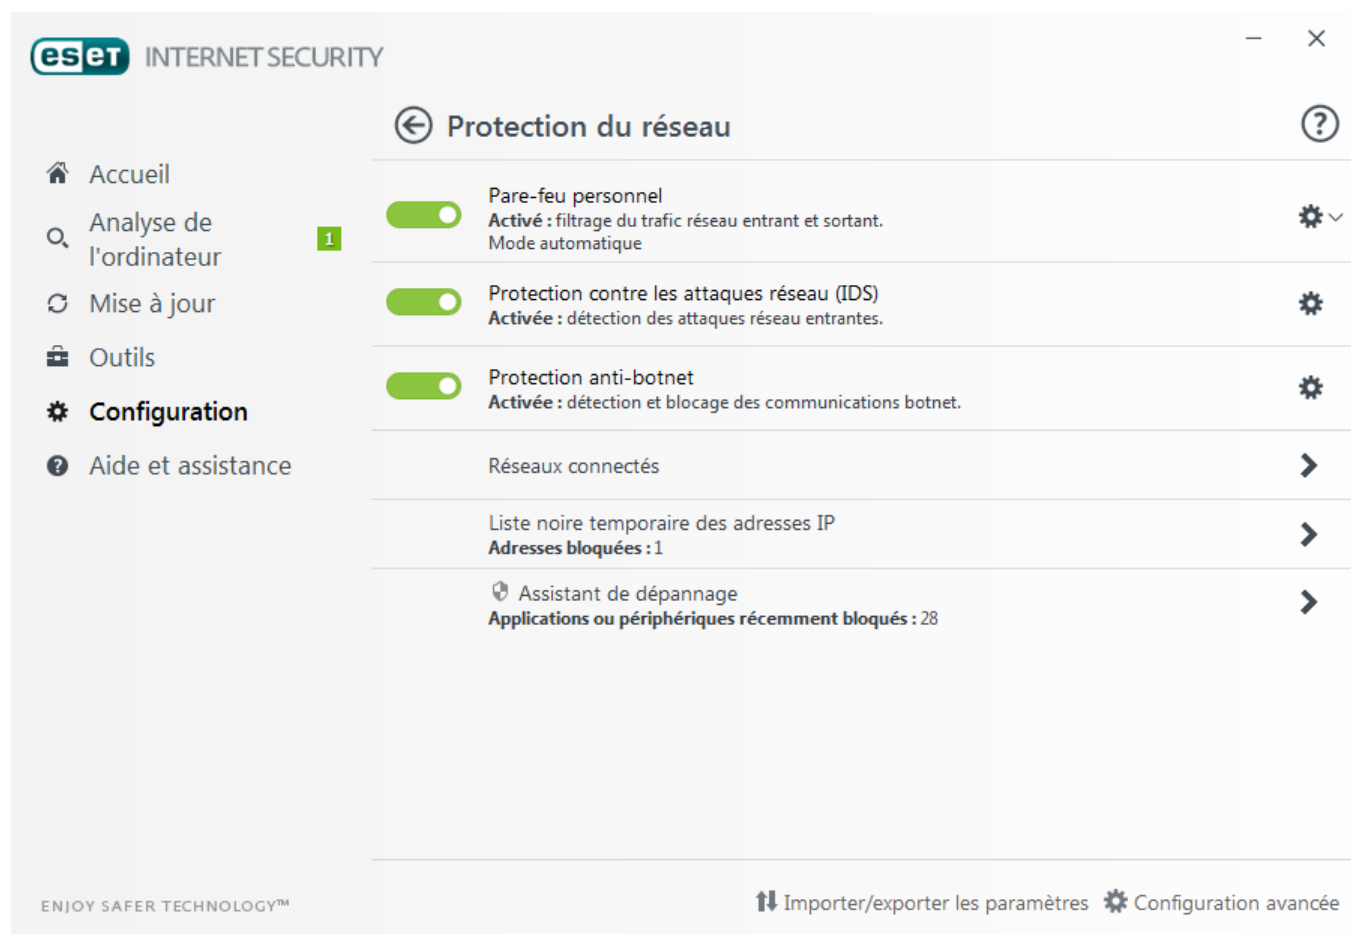 eset INTERNET SECURITY
Protection du réseau
?
Accueil
Analyse de
l'ordinateur
1
Mise à jour
Outils
Configuration
Aide et assistance
Pare-feu personnel
Activé : filtrage du trafic réseau entrant et sortant.
Mode automatique
Protection contre les attaques réseau (IDS)
Activée : détection des attaques réseau entrantes.
Protection anti-botnet
Activée : détection et blocage des communications botnet.
Réseaux connectés
Liste noire temporaire des adresses IP
Adresses bloquées : 1
Assistant de dépannage
Applications ou périphériques récemment bloqués : 28
ENJOY SAFER TECHNOLOGY™
Importer/exporter les paramètres
Configuration avancée